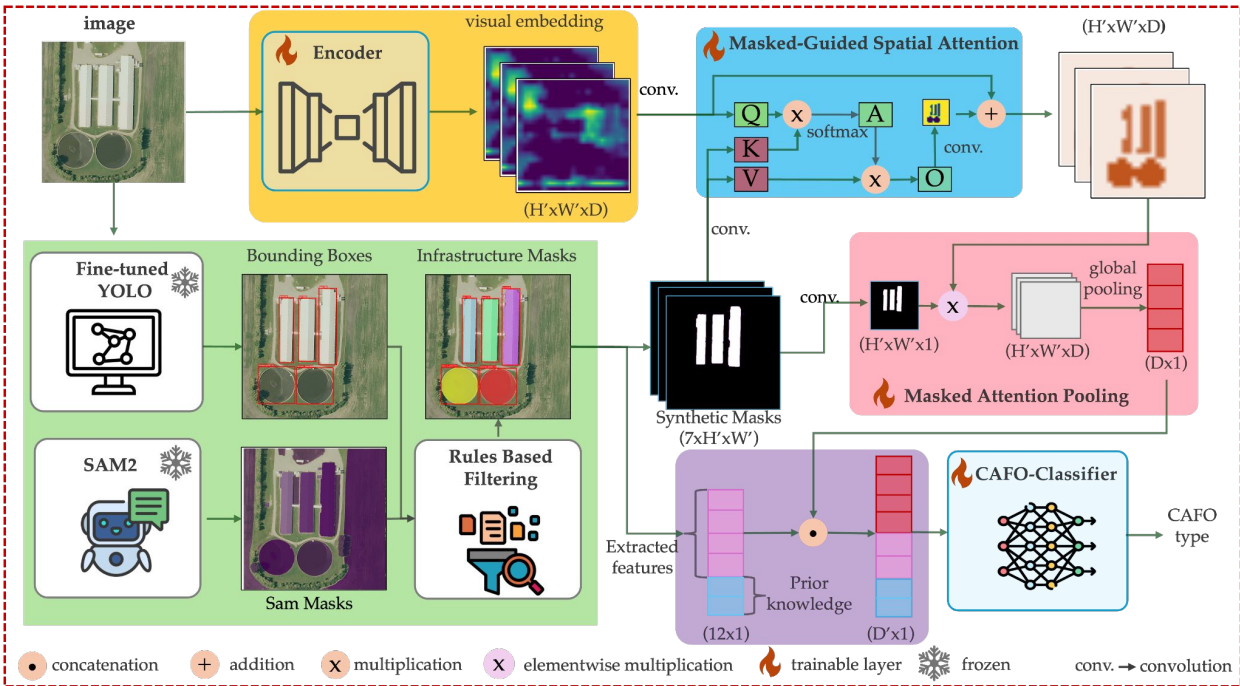 image
Encoder
visual embedding
(H'xW'xD)
conv.
Masked-Guided Spatial Attention
Q
x
softmax
A
K
V
x
O
conv.
+
(H'xW'xD)
conv.
Fine-tuned
YOLO
Bounding Boxes
Infrastructure Masks
SAM2
Sam Masks
Rules Based
Filtering
Synthetic Masks
(7xH'xW')
conv.
(H'xW'x1)
x
(H'xW'xD)
global
pooling
(Dx1)
Masked Attention Pooling
Extracted
features
Prior
knowledge
(12x1)
(D'x1)
CAFO-Classifier
CAFO
type
concatenation
+ addition
x multiplication
x elementwise multiplication
trainable layer
frozen
conv. → convolution